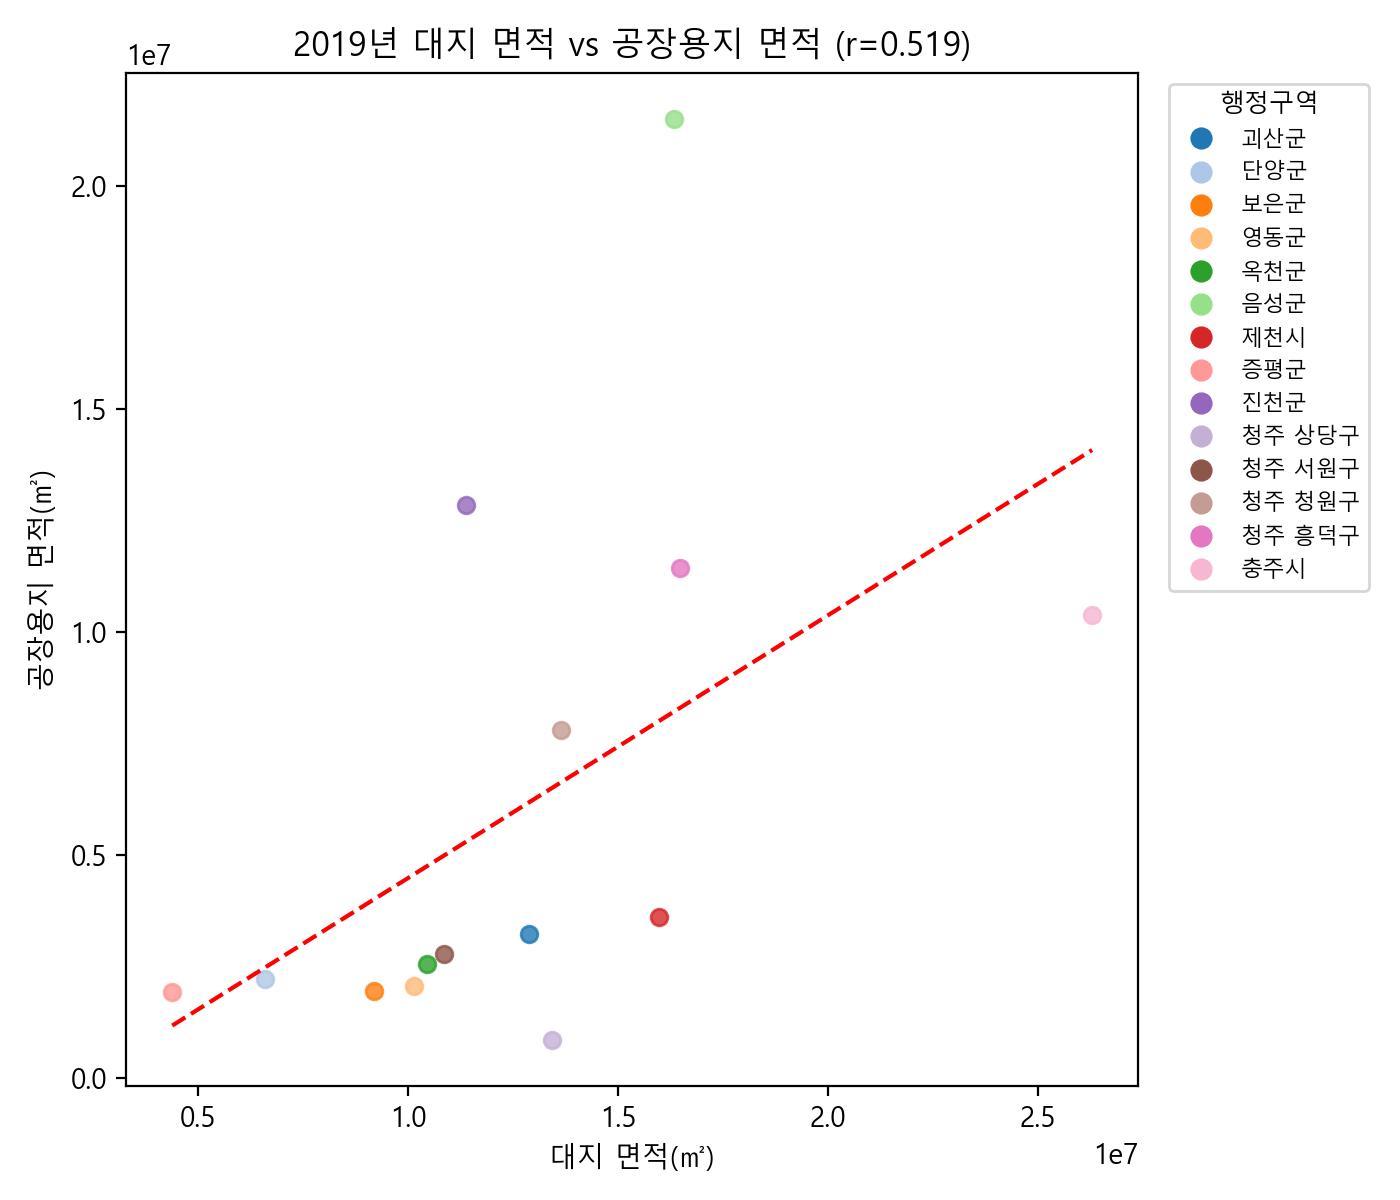 2019년 대지 면적 vs 공장용지 면적 (r=0.519)
1e7
2.0
1.5
1.0
0.5
0.0
공장용지 면적(㎡)
0.5
1.0
1.5
2.0
2.5
1e7
대지 면적(㎡)
행정구역
괴산군
단양군
보은군
영동군
옥천군
음성군
제천시
증평군
진천군
청주 상당구
청주 서원구
청주 청원구
청주 흥덕구
충주시